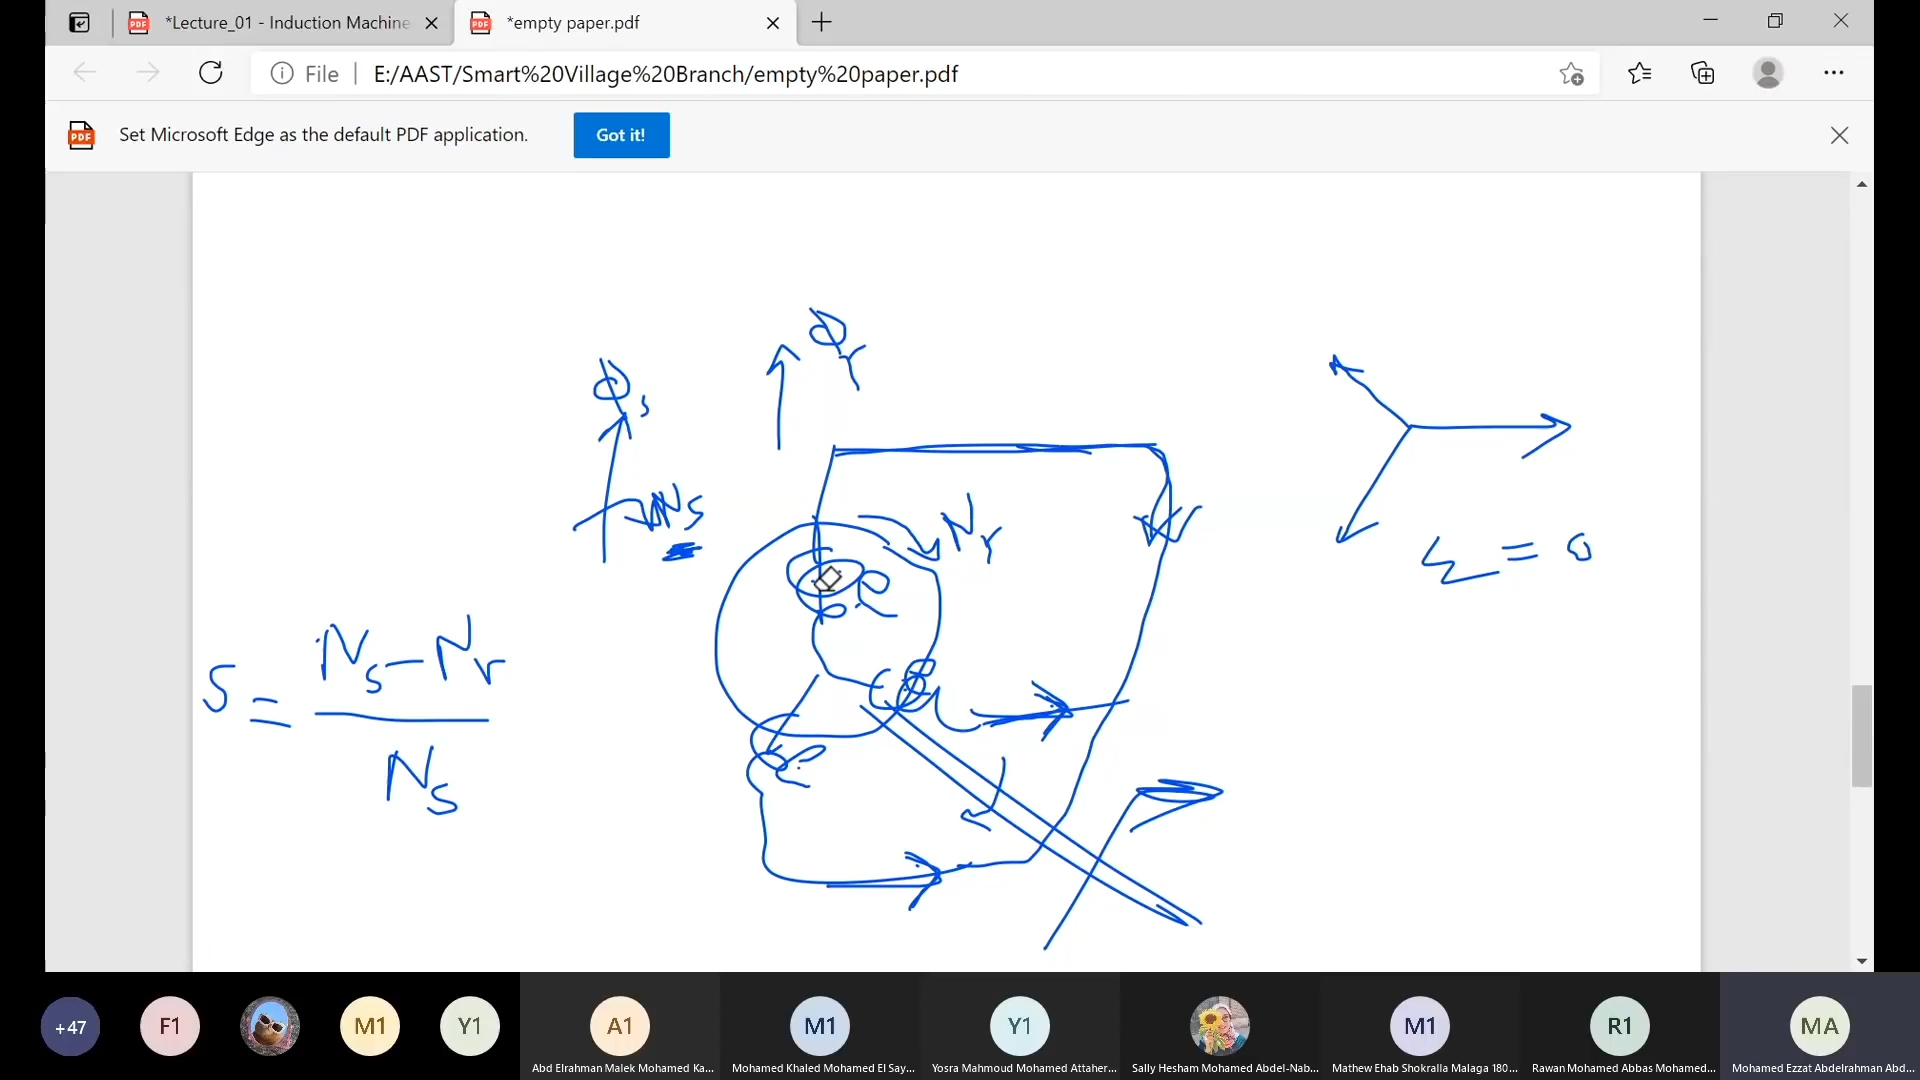 *Lecture_01 - Induction Machine
*empty paper.pdf
File
E:/AAST/Smart%20Village%20Branch/empty%20paper.pdf
PDF
Set Microsoft Edge as the default PDF application.
Got it!
Φr
Φs
Ns
Nr
S = Ns - Nr
Ns
Σ = 0
+47
F1
M1
Y1
A1
M1
Y1
M1
R1
MA
Abd Elrahman Malek Mohamed Ka...
Mohamed Khaled Mohamed El Say...
Yosra Mahmoud Mohamed Attaher...
Sally Hesham Mohamed Abdel-Nab...
Mathew Ehab Shokralla Malaga 180...
Rawan Mohamed Abbas Mohamed...
Mohamed Ezzat Abdelrahman Abd...